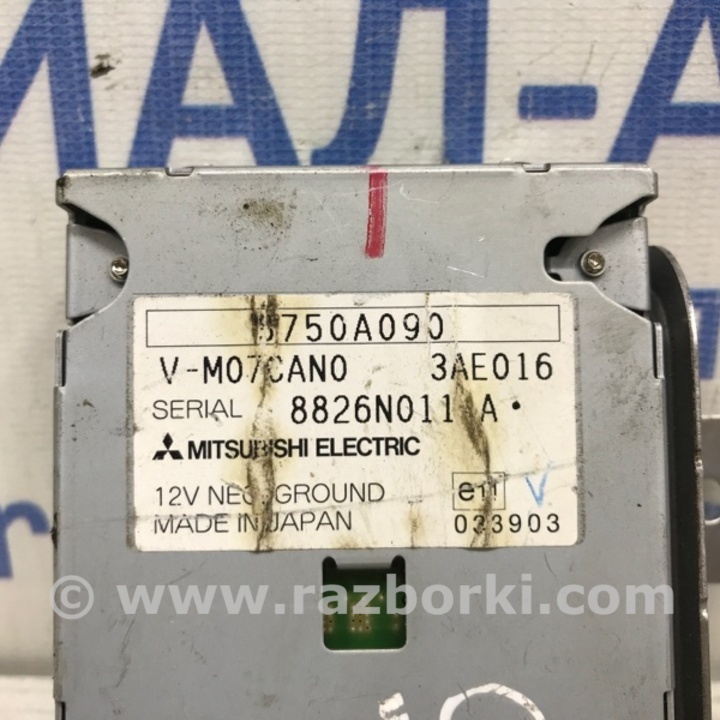 МАЛ-А
8750A090
V-M07CAN0 3AE016
SERIAL 8826N011 A
MITSUBISHI ELECTRIC
12V NEG. GROUND e11 V
MADE IN JAPAN 033903
© www.razborki.com